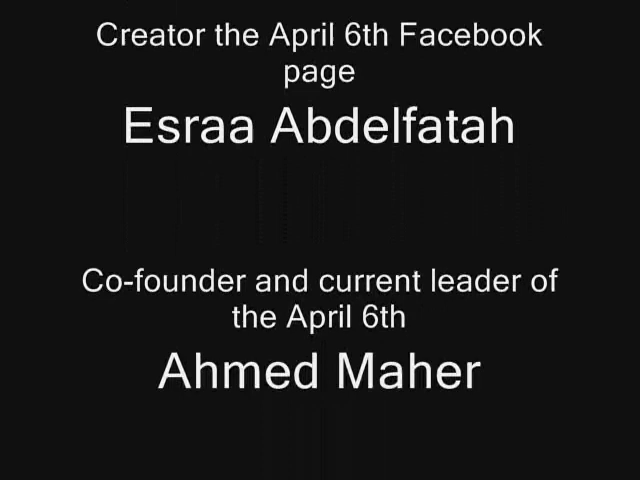 Creator the April 6th Facebook
page
Esraa Abdelfatah
Co-founder and current leader of
the April 6th
Ahmed Maher